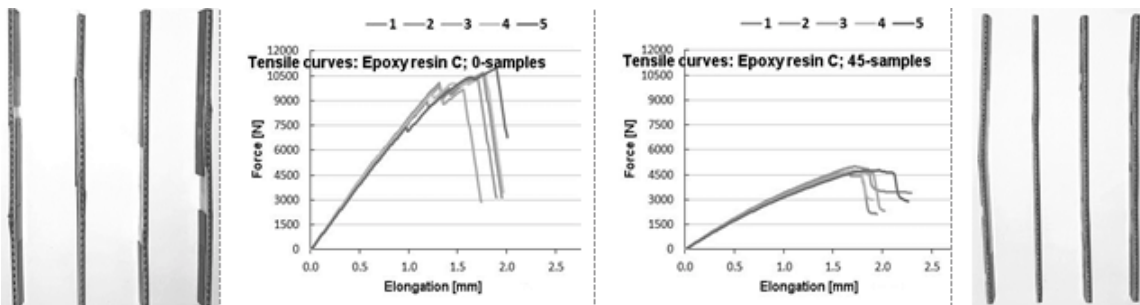 1 2 3 4 5
12000
Tensile curves: Epoxy resin C; 0-samples
10500
9000
7500
6000
4500
3000
1500
0
Force [N]
0.0 0.5 1.0 1.5 2.0 2.5
Elongation [mm]
1 2 3 4 5
12000
Tensile curves: Epoxy resin C; 45-samples
10500
9000
7500
6000
4500
3000
1500
0
Force [N]
0.0 0.5 1.0 1.5 2.0 2.5
Elongation [mm]